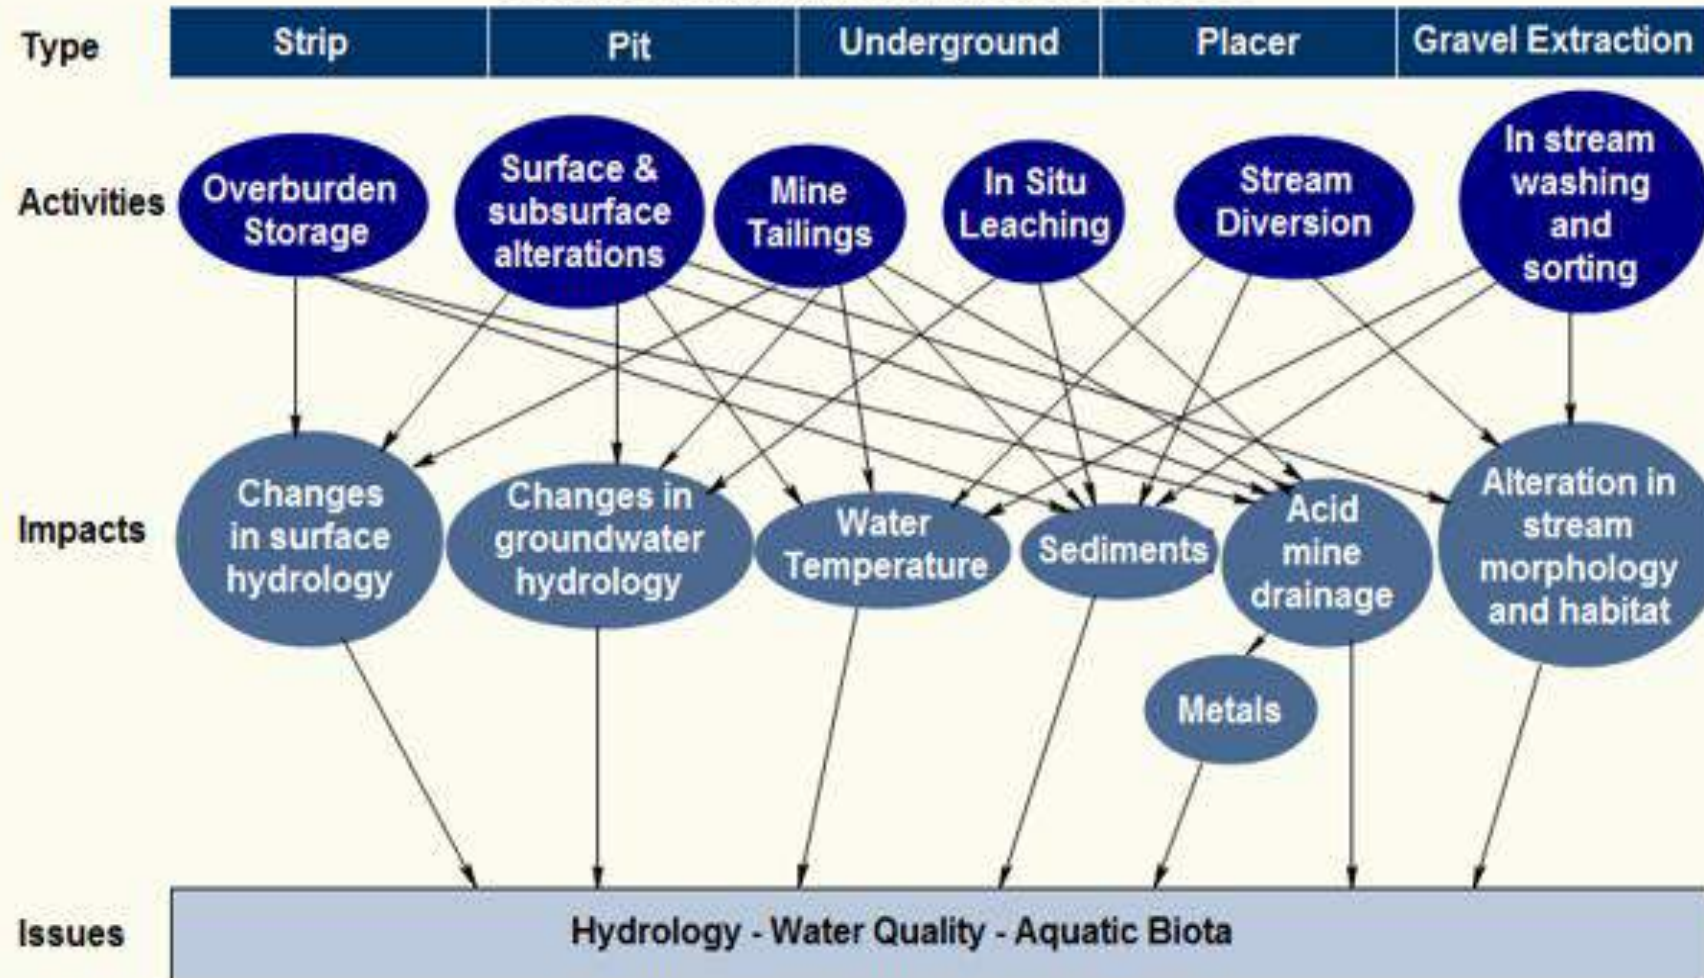 Type
Strip
Pit
Underground
Placer
Gravel Extraction
Activities
Overburden
Storage
Surface &
subsurface
alterations
Mine
Tailings
In Situ
Leaching
Stream
Diversion
In stream
washing
and
sorting
Impacts
Changes
in surface
hydrology
Changes in
groundwater
hydrology
Water
Temperature
Sediments
Acid
mine
drainage
Alteration in
stream
morphology
and habitat
Metals
Issues
Hydrology - Water Quality - Aquatic Biota